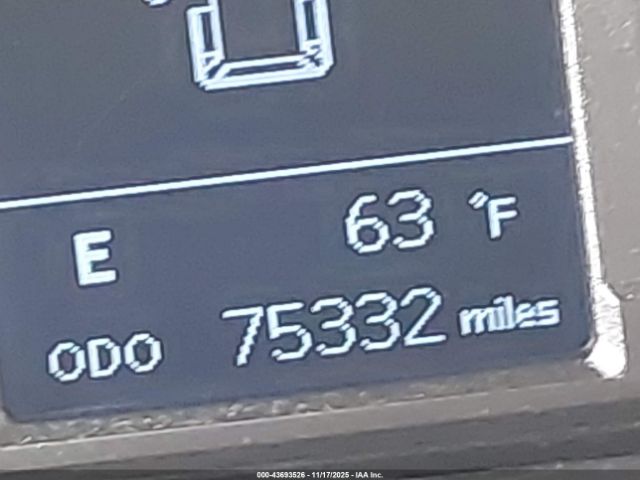 E 63 °F
ODO 75332 miles
000-43693526 - 11/17/2025 - IAA Inc.